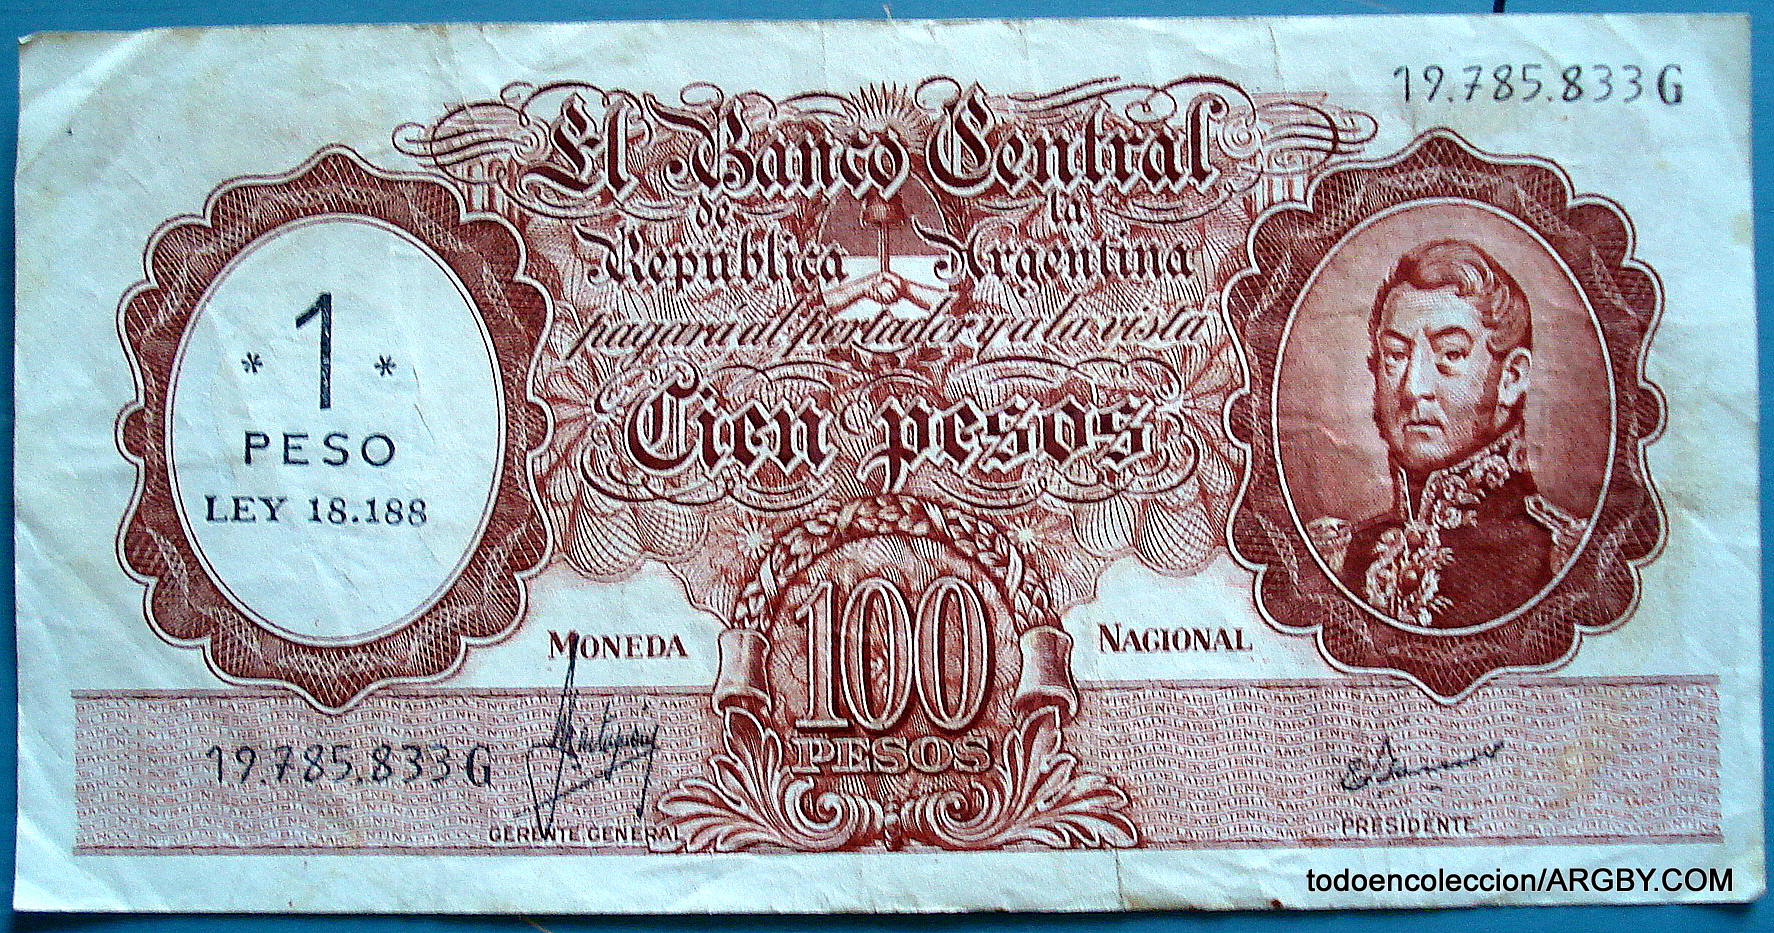 19.785.833G
El Banco Central
de la
República Argentina
pagará al portador y a la vista
Cien pesos
* 1 *
PESO
LEY 18.188
MONEDA NACIONAL
100
PESOS
19.785.833G
GERENTE GENERAL
PRESIDENTE
todoencoleccion/ARGBY.COM